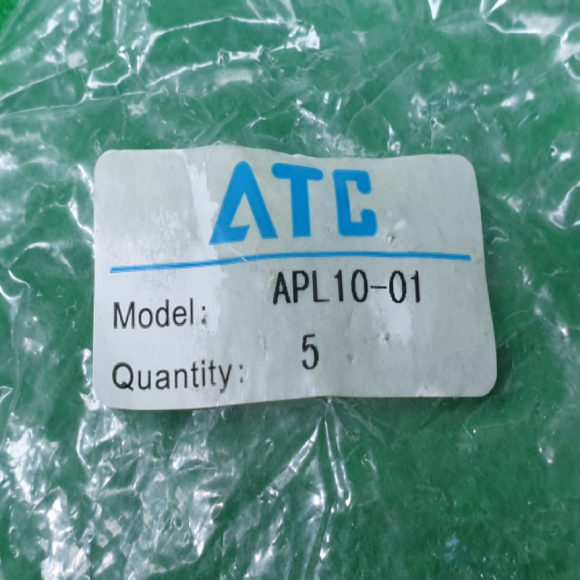 ATC
Model: APL10-01
Quantity: 5